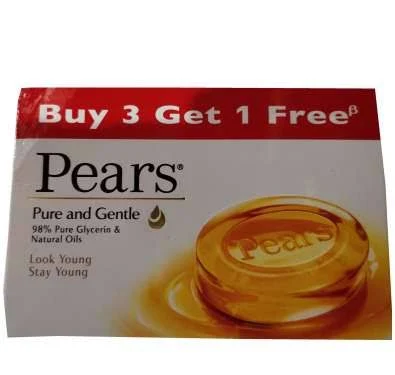 Buy 3 Get 1 Freeᵝ
Pears®
Pure and Gentle
98% Pure Glycerin &
Natural Oils
Look Young
Stay Young
Pears